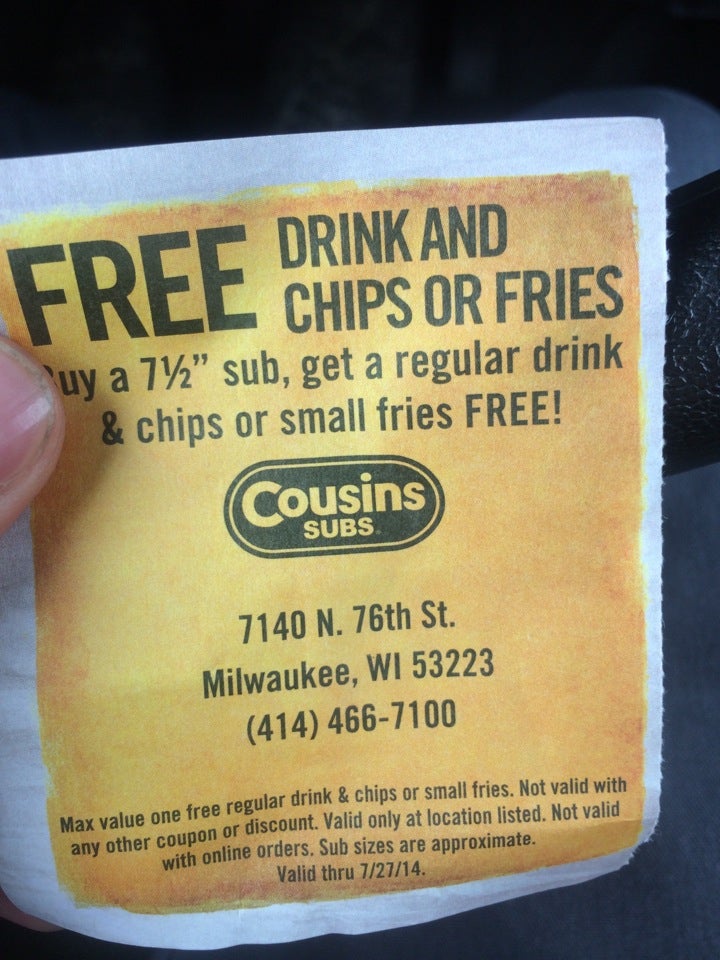 FREE DRINK AND
CHIPS OR FRIES
uy a 7½” sub, get a regular drink
& chips or small fries FREE!
Cousins
SUBS®
7140 N. 76th St.
Milwaukee, WI 53223
(414) 466-7100
Max value one free regular drink & chips or small fries. Not valid with
any other coupon or discount. Valid only at location listed. Not valid
with online orders. Sub sizes are approximate.
Valid thru 7/27/14.